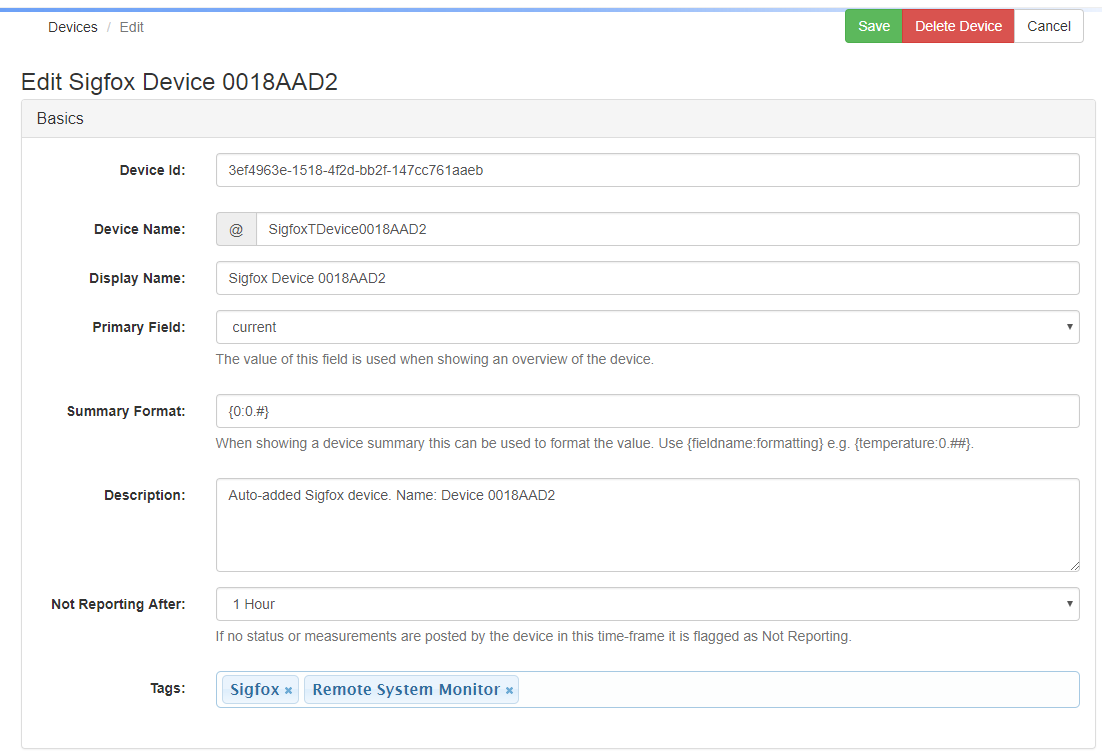 Devices / Edit
Save Delete Device Cancel
Edit Sigfox Device 0018AAD2
Basics
Device Id: 3ef4963e-1518-4f2d-bb2f-147cc761aaeb
Device Name: @ SigfoxTDevice0018AAD2
Display Name: Sigfox Device 0018AAD2
Primary Field: current
The value of this field is used when showing an overview of the device.
Summary Format: {0:0.#}
When showing a device summary this can be used to format the value. Use {fieldname:formatting} e.g. {temperature:0.##}.
Description: Auto-added Sigfox device. Name: Device 0018AAD2
Not Reporting After: 1 Hour
If no status or measurements are posted by the device in this time-frame it is flagged as Not Reporting.
Tags: Sigfox × Remote System Monitor ×